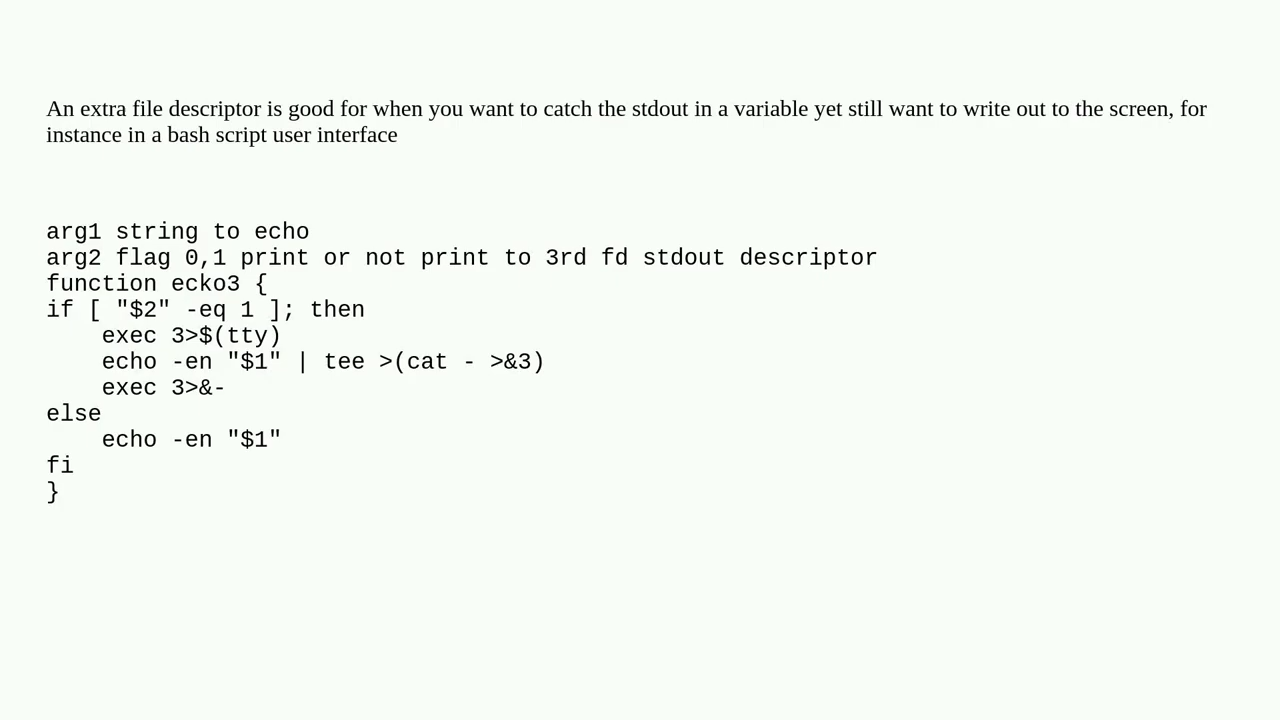 An extra file descriptor is good for when you want to catch the stdout in a variable yet still want to write out to the screen, for
instance in a bash script user interface
arg1 string to echo
arg2 flag 0,1 print or not print to 3rd fd stdout descriptor
function ecko3 {
if [ "$2" -eq 1 ]; then
    exec 3>$(tty)
    echo -en "$1" | tee >(cat - >&3)
    exec 3>&-
else
    echo -en "$1"
fi
}